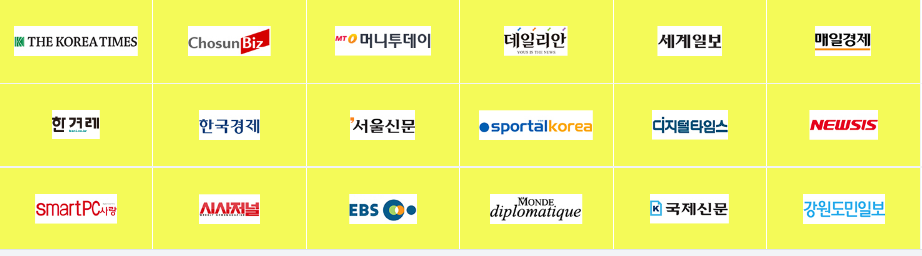 THE KOREA TIMES
ChosunBiz
MT 머니투데이
데일리안
세계일보
매일경제
한겨레
한국경제
서울신문
sportalkorea
디지털타임스
NEWSIS
smartPC사랑
시사저널
EBS
LE MONDE
diplomatique
K 국제신문
강원도민일보